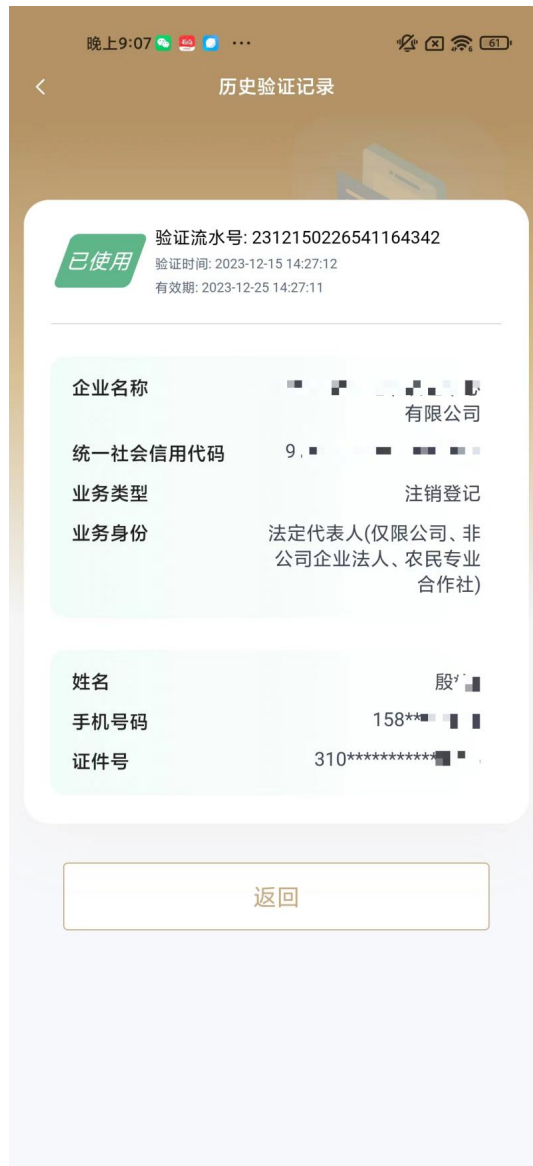 晚上9:07
61
历史验证记录
已使用
验证流水号: 2312150226541164342
验证时间: 2023-12-15 14:27:12
有效期: 2023-12-25 14:27:11
企业名称
有限公司
统一社会信用代码 9
业务类型 注销登记
业务身份 法定代表人(仅限公司、非
公司企业法人、农民专业
合作社)
姓名 殷
手机号码 158**
证件号 310***********
返回